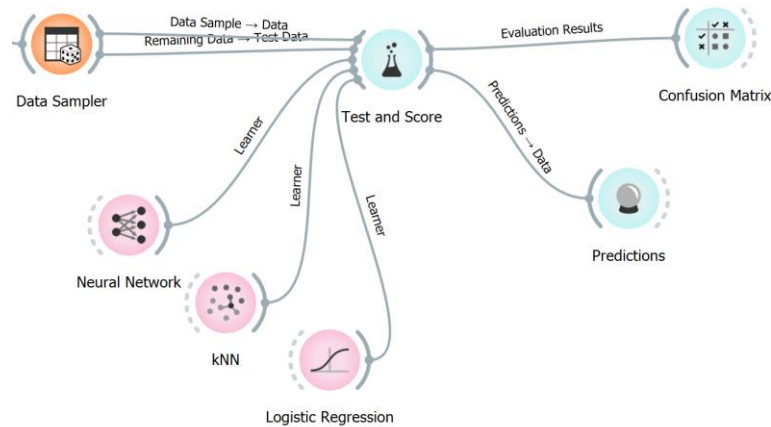 Data Sample → Data
Remaining Data → Test Data
Evaluation Results
Data Sampler
Test and Score
Confusion Matrix
Learner
Learner
Learner
Predictions → Data
Neural Network
kNN
Logistic Regression
Predictions